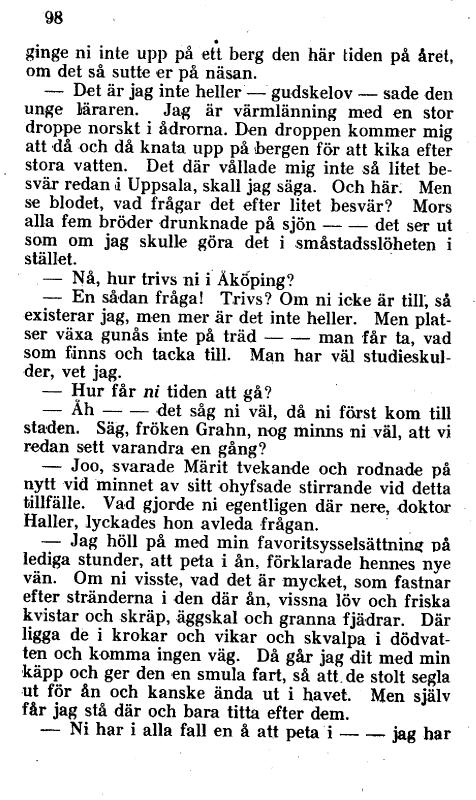 98
ginge ni inte upp på ett berg den här tiden på året,
om det så sutte er på näsan.
— Det är jag inte heller — gudskelov — sade den
unge läraren. Jag är värmlänning med en stor
droppe norskt i ådrorna. Den droppen kommer mig
att då och då knata upp på bergen för att kika efter
stora vatten. Det där vållade mig inte så litet be-
svär redan i Uppsala, skall jag säga. Och här. Men
se blodet, vad frågar det efter litet besvär? Mors
alla fem bröder drunknade på sjön — — det ser ut
som om jag skulle göra det i småstadsslöheten i
stället.
— Nå, hur trivs ni i Åköping?
— En sådan fråga! Trivs? Om ni icke är till, så
existerar jag, men mer är det inte heller. Men plat-
ser växa gunås inte på träd — — man får ta, vad
som finns och tacka till. Man har väl studieskul-
der, vet jag.
— Hur får ni tiden att gå?
— Åh — — det såg ni väl, då ni först kom till
staden. Säg, fröken Grahn, nog minns ni väl, att vi
redan sett varandra en gång?
— Joo, svarade Märit tvekande och rodnade på
nytt vid minnet av sitt ohyfsade stirrande vid detta
tillfälle. Vad gjorde ni egentligen där nere, doktor
Haller, lyckades hon avleda frågan.
— Jag höll på med min favoritsysselsättning på
lediga stunder, att peta i ån, förklarade hennes nye
vän. Om ni visste, vad det är mycket, som fastnar
efter stränderna i den där ån, vissna löv och friska
kvistar och skräp, äggskal och granna fjädrar. Där
ligga de i krokar och vikar och skvalpa i dödvat-
ten och komma ingen väg. Då går jag dit med min
käpp och ger den en smula fart, så att de stolt segla
ut för ån och kanske ända ut i havet. Men själv
får jag stå där och bara titta efter dem.
— Ni har i alla fall en å att peta i — — jag har